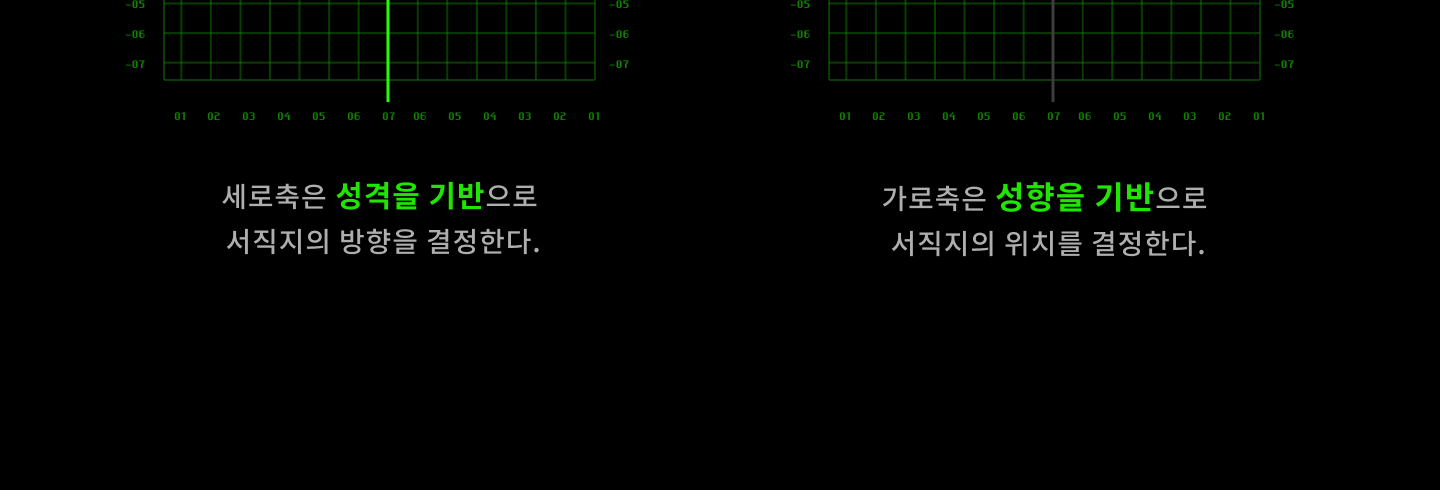 -05 -05 -05 -05
-06 -06 -06 -06
-07 -07 -07 -07
01 02 03 04 05 06 07 06 05 04 03 02 01
01 02 03 04 05 06 07 06 05 04 03 02 01
세로축은 성격을 기반으로
서직지의 방향을 결정한다.
가로축은 성향을 기반으로
서직지의 위치를 결정한다.